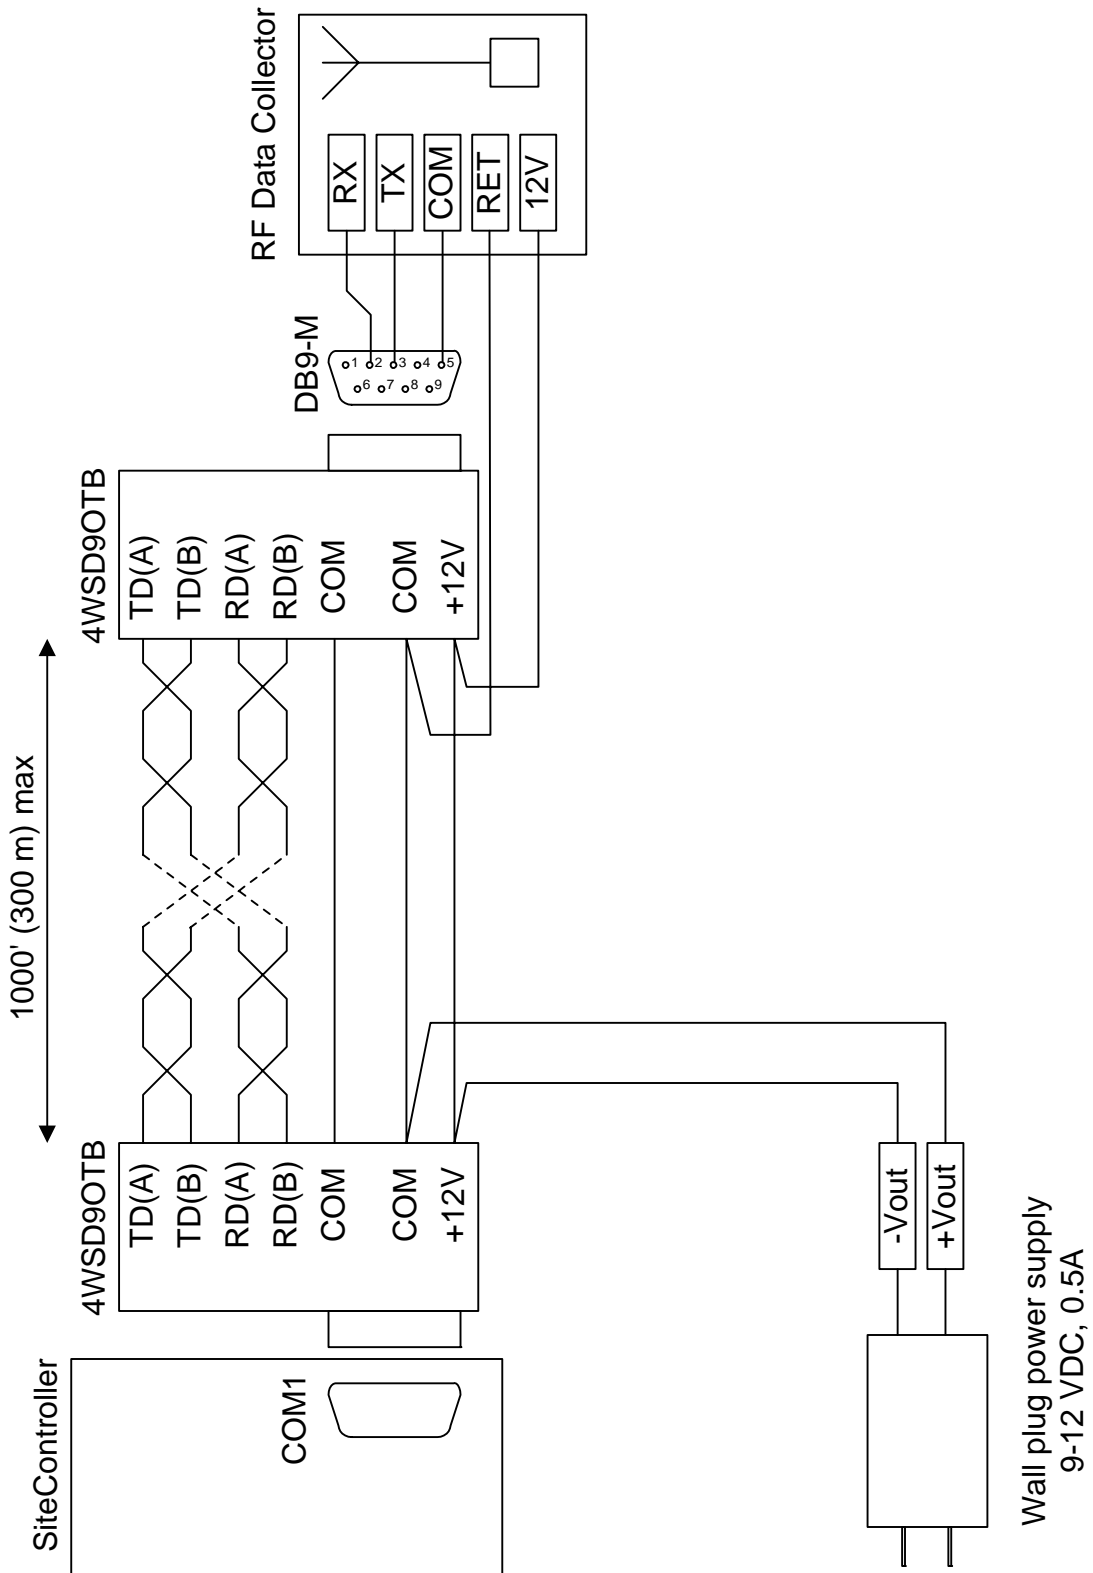 SiteController
COM1
4WSD9OTB
TD(A)
TD(B)
RD(A)
RD(B)
COM
COM
+12V
1000' (300 m) max
4WSD9OTB
TD(A)
TD(B)
RD(A)
RD(B)
COM
COM
+12V
DB9-M
1
2
3
4
5
6
7
8
9
RF Data Collector
RX
TX
COM
RET
12V
-Vout
+Vout
Wall plug power supply
9-12 VDC, 0.5A